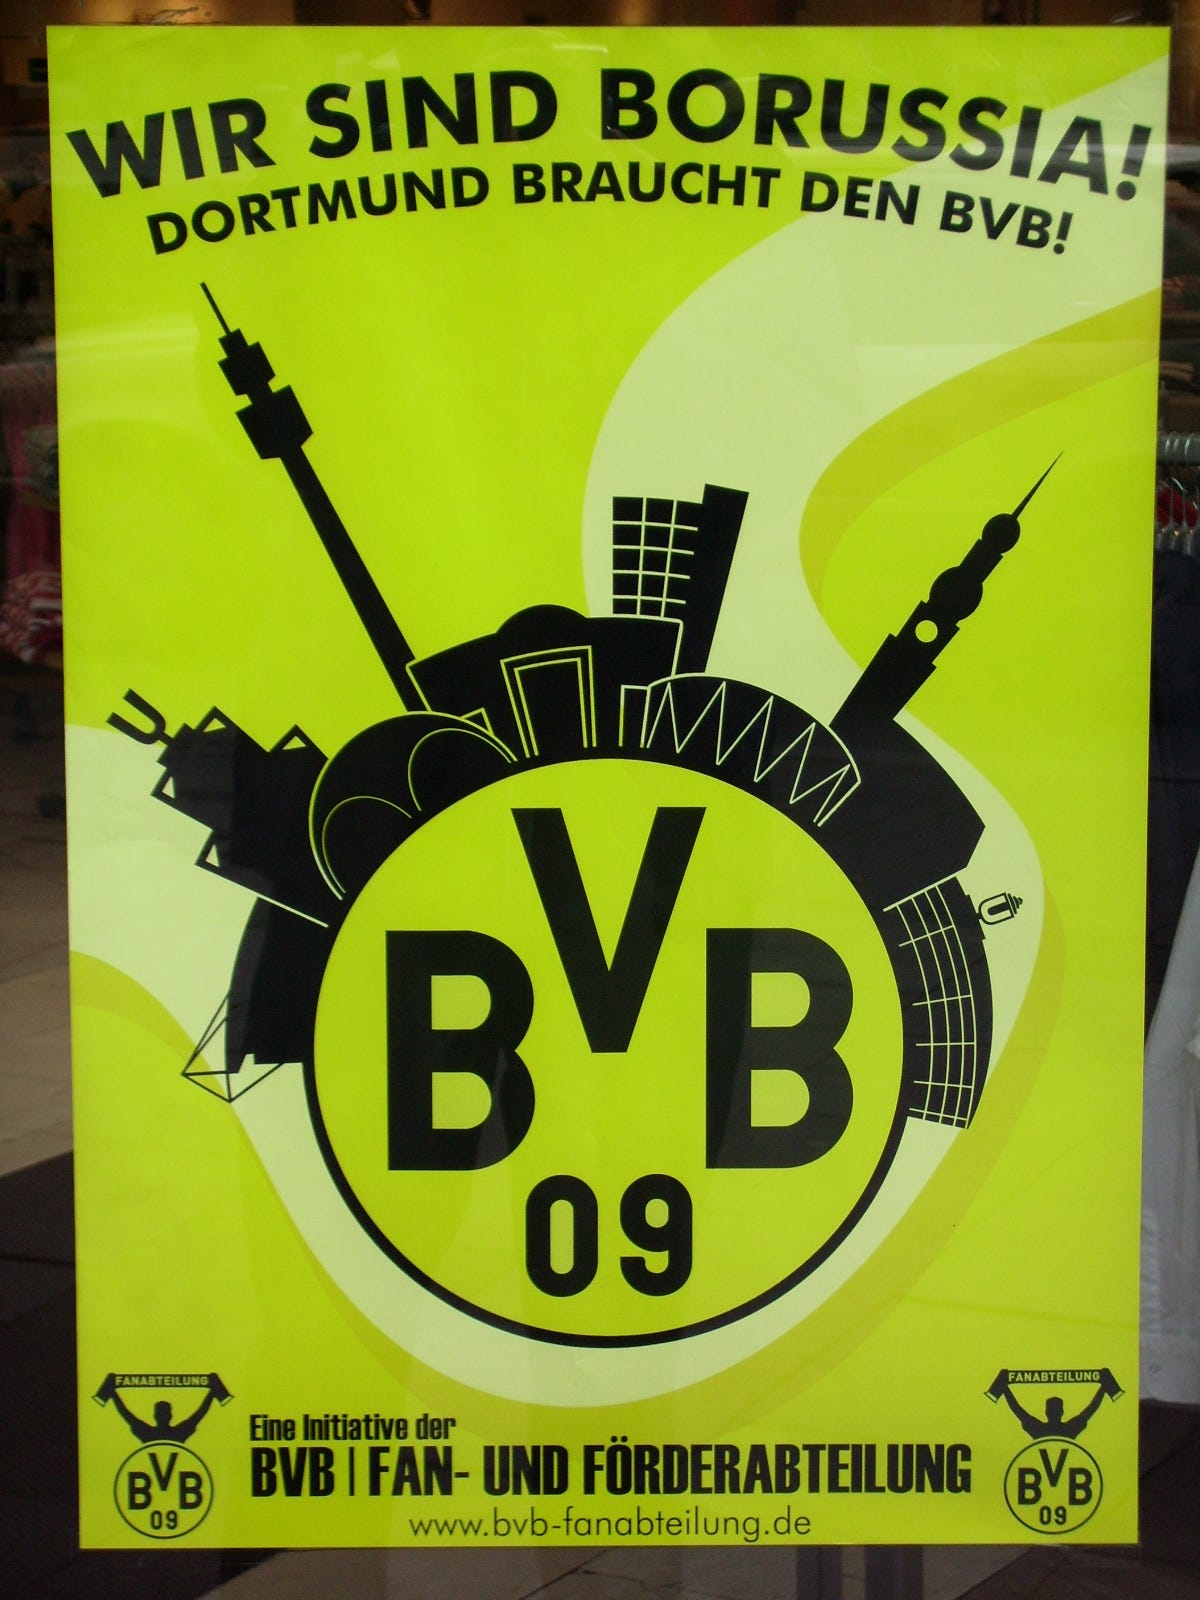 WIR SIND BORUSSIA!
DORTMUND BRAUCHT DEN BVB!
U
U
BVB
09
FANABTEILUNG
BVB
09
FANABTEILUNG
BVB
09
Eine Initiative der
BVB | FAN- UND FÖRDERABTEILUNG
www.bvb-fanabteilung.de